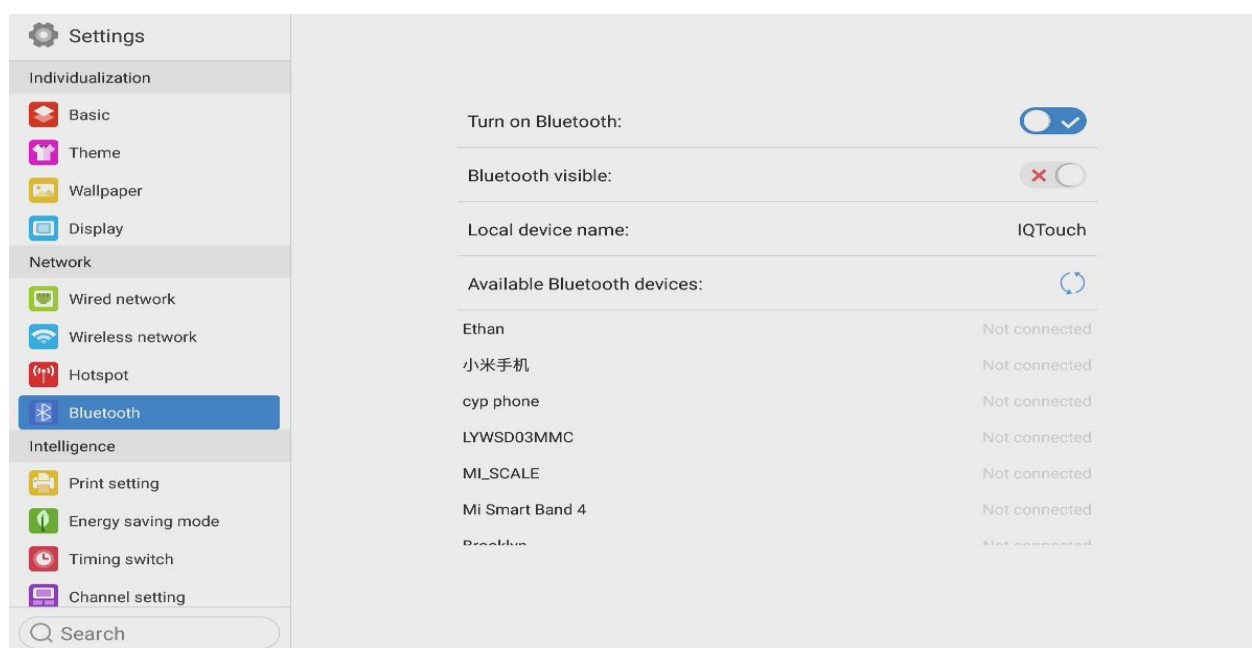 Settings
Individualization
Basic
Theme
Wallpaper
Display
Network
Wired network
Wireless network
Hotspot
Bluetooth
Intelligence
Print setting
Energy saving mode
Timing switch
Channel setting
Search
Turn on Bluetooth:
Bluetooth visible:
Local device name: IQTouch
Available Bluetooth devices:
Ethan Not connected
小米手机 Not connected
cyp phone Not connected
LYWSD03MMC Not connected
MI_SCALE Not connected
Mi Smart Band 4 Not connected
Brooklyn Not connected